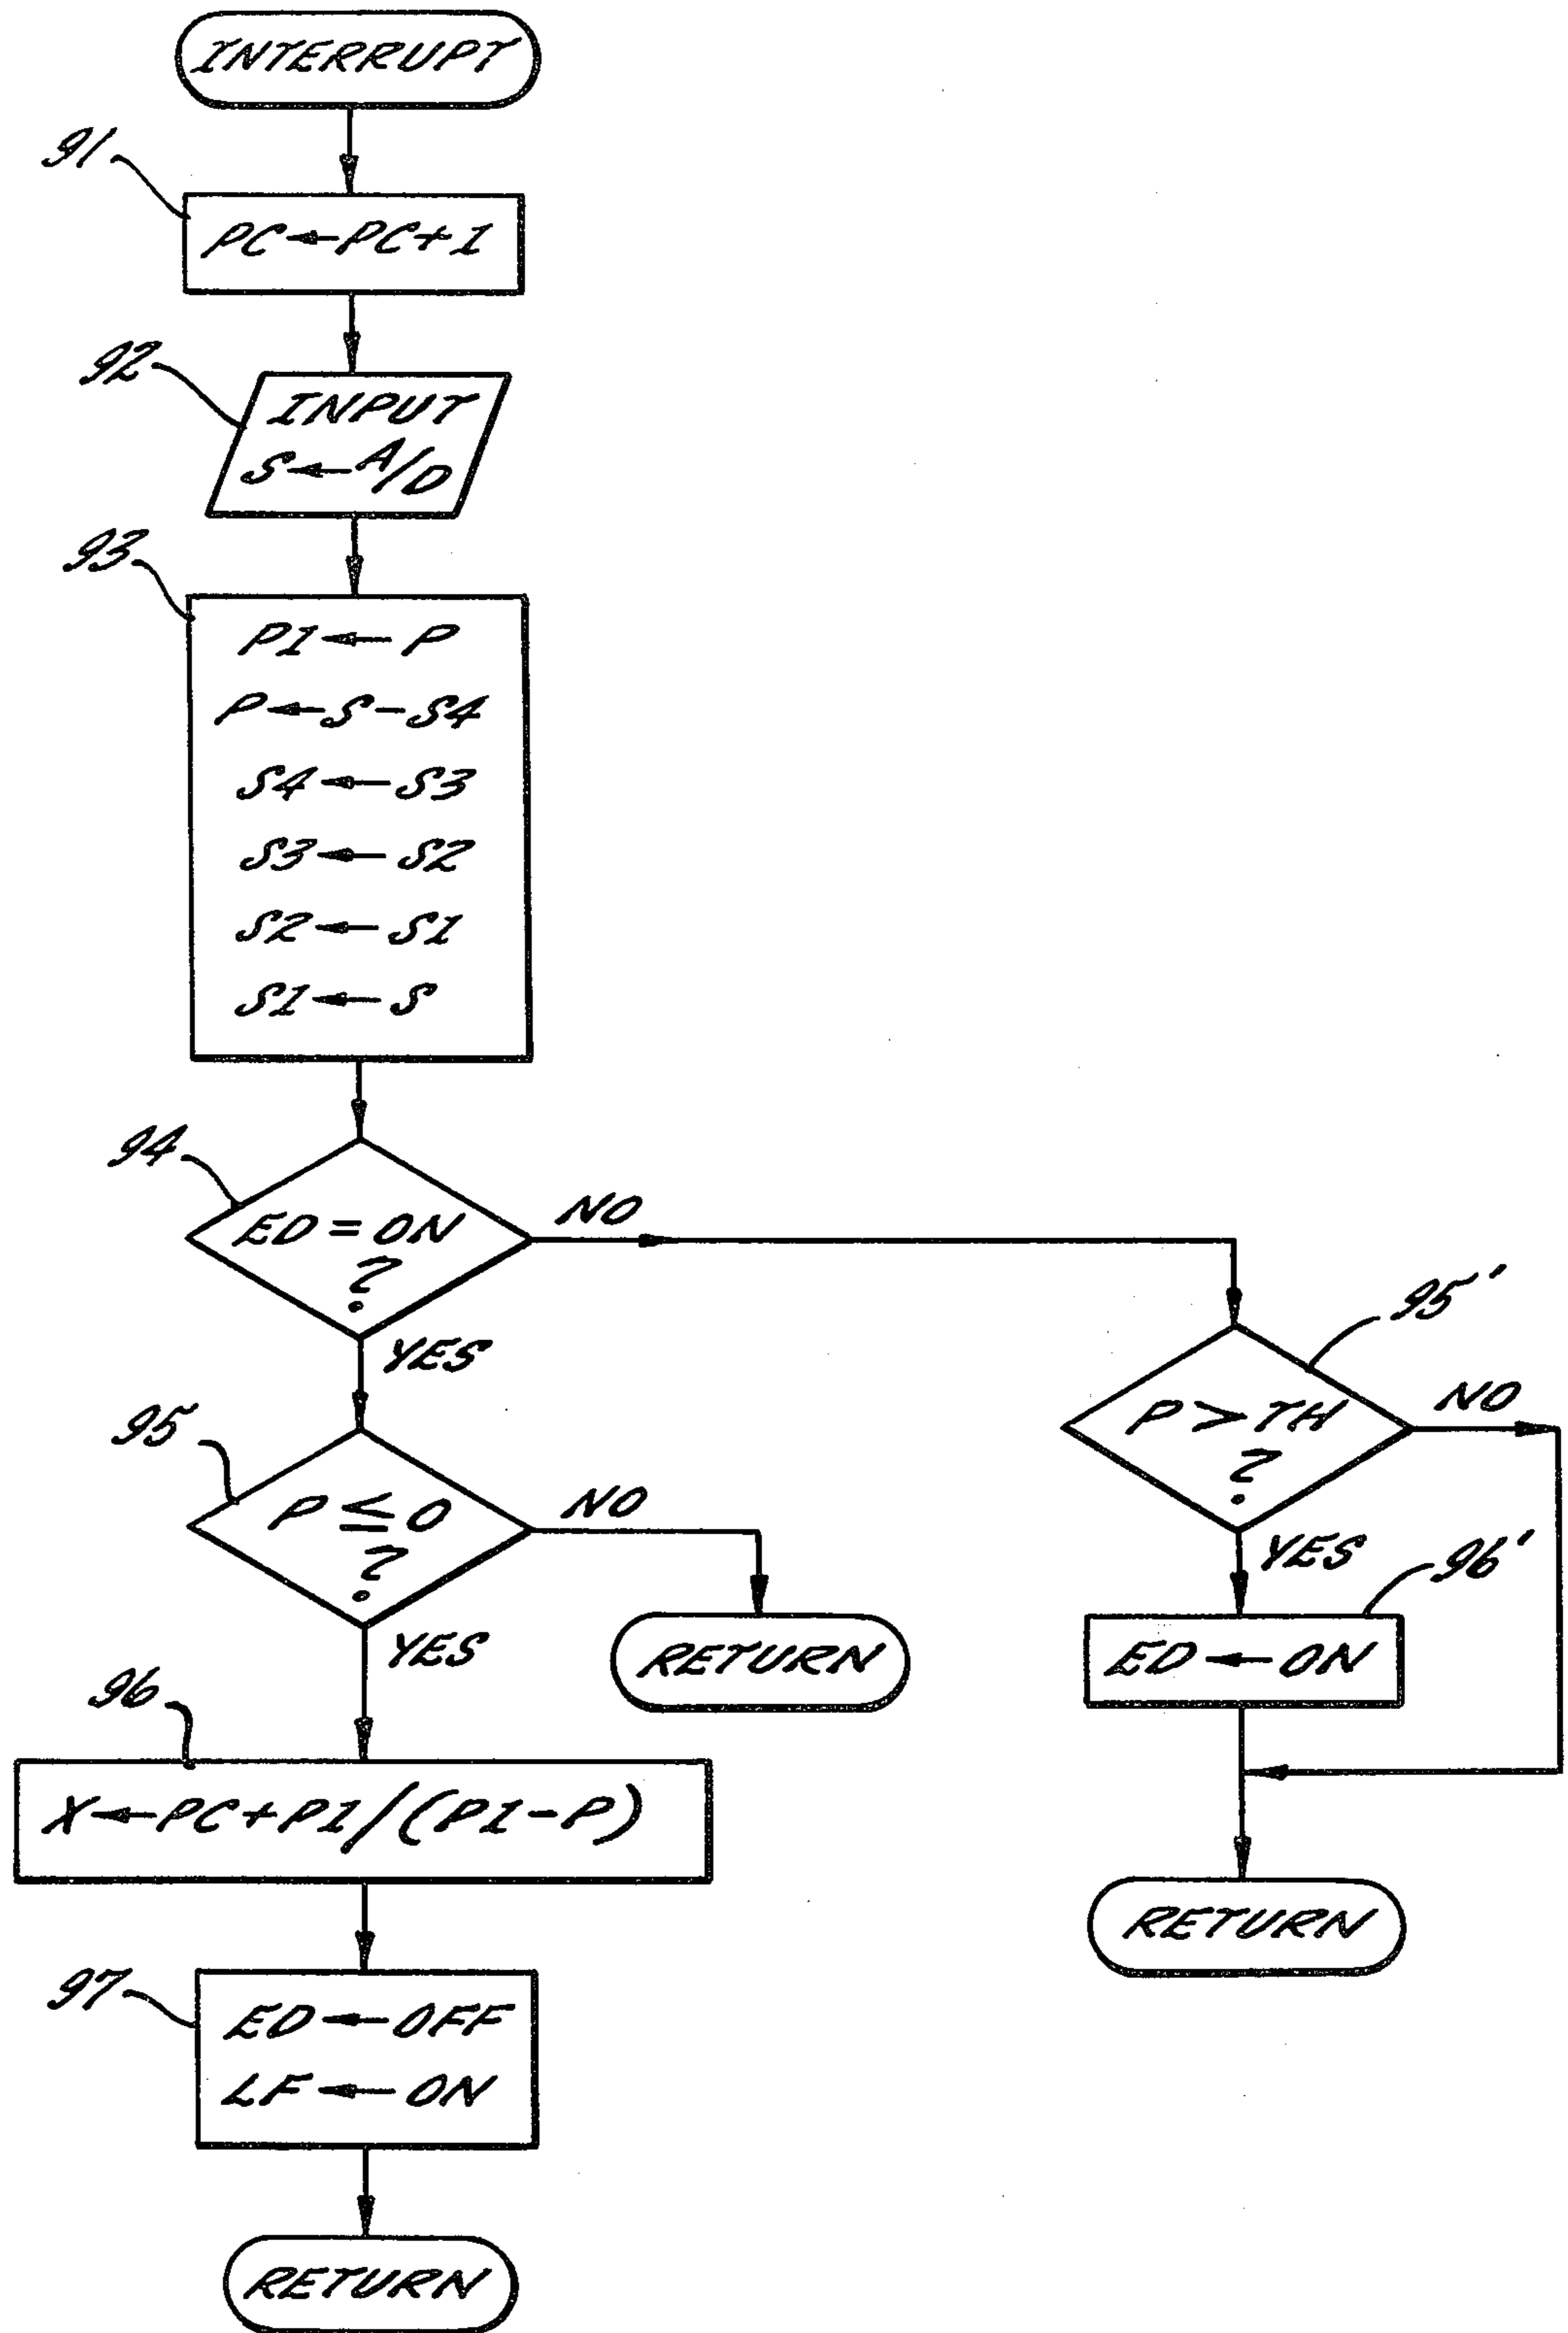 INTERRUPT
91
PC←PC+1
92
INPUT
S←A/D
93
P1←P
P←S-S4
S4←S3
S3←S2
S2←S1
S1←S
94
ED=ON
?
NO
YES
95'
P>TH
?
NO
YES
95
P≤0
?
NO
YES
RETURN
96'
ED←ON
96
X←PC+P1/(P1-P)
RETURN
97
ED←OFF
LF←ON
RETURN